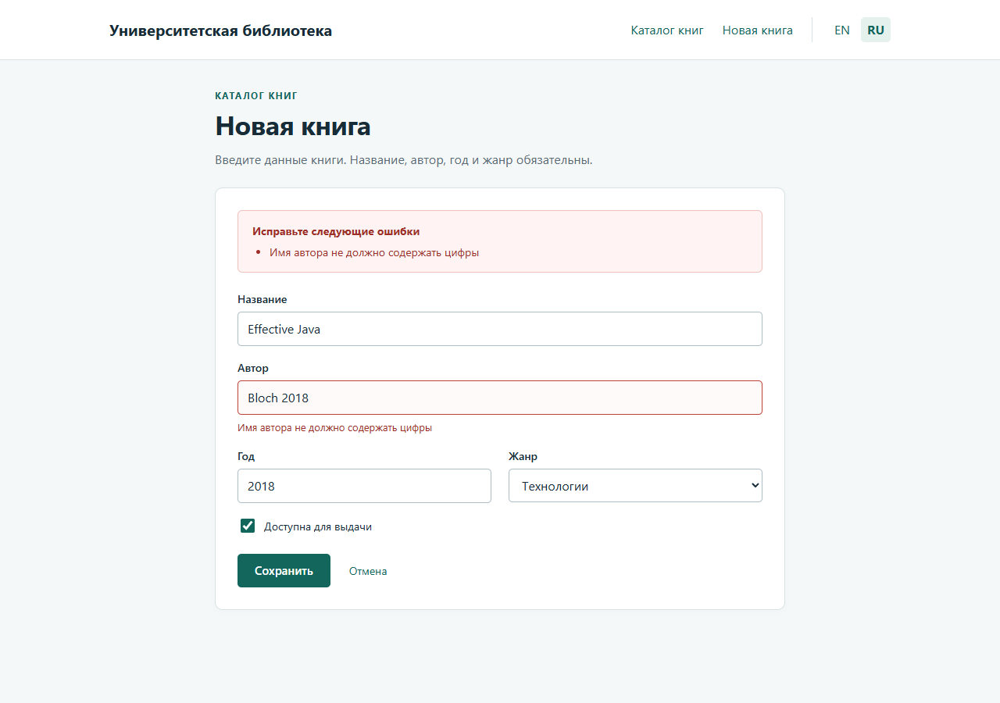 Университетская библиотека
Каталог книг
Новая книга
EN
RU
КАТАЛОГ КНИГ
Новая книга
Введите данные книги. Название, автор, год и жанр обязательны.
Исправьте следующие ошибки
Имя автора не должно содержать цифры
Название
Effective Java
Автор
Bloch 2018
Имя автора не должно содержать цифры
Год
Жанр
2018
Технологии
Доступна для выдачи
Сохранить
Отмена